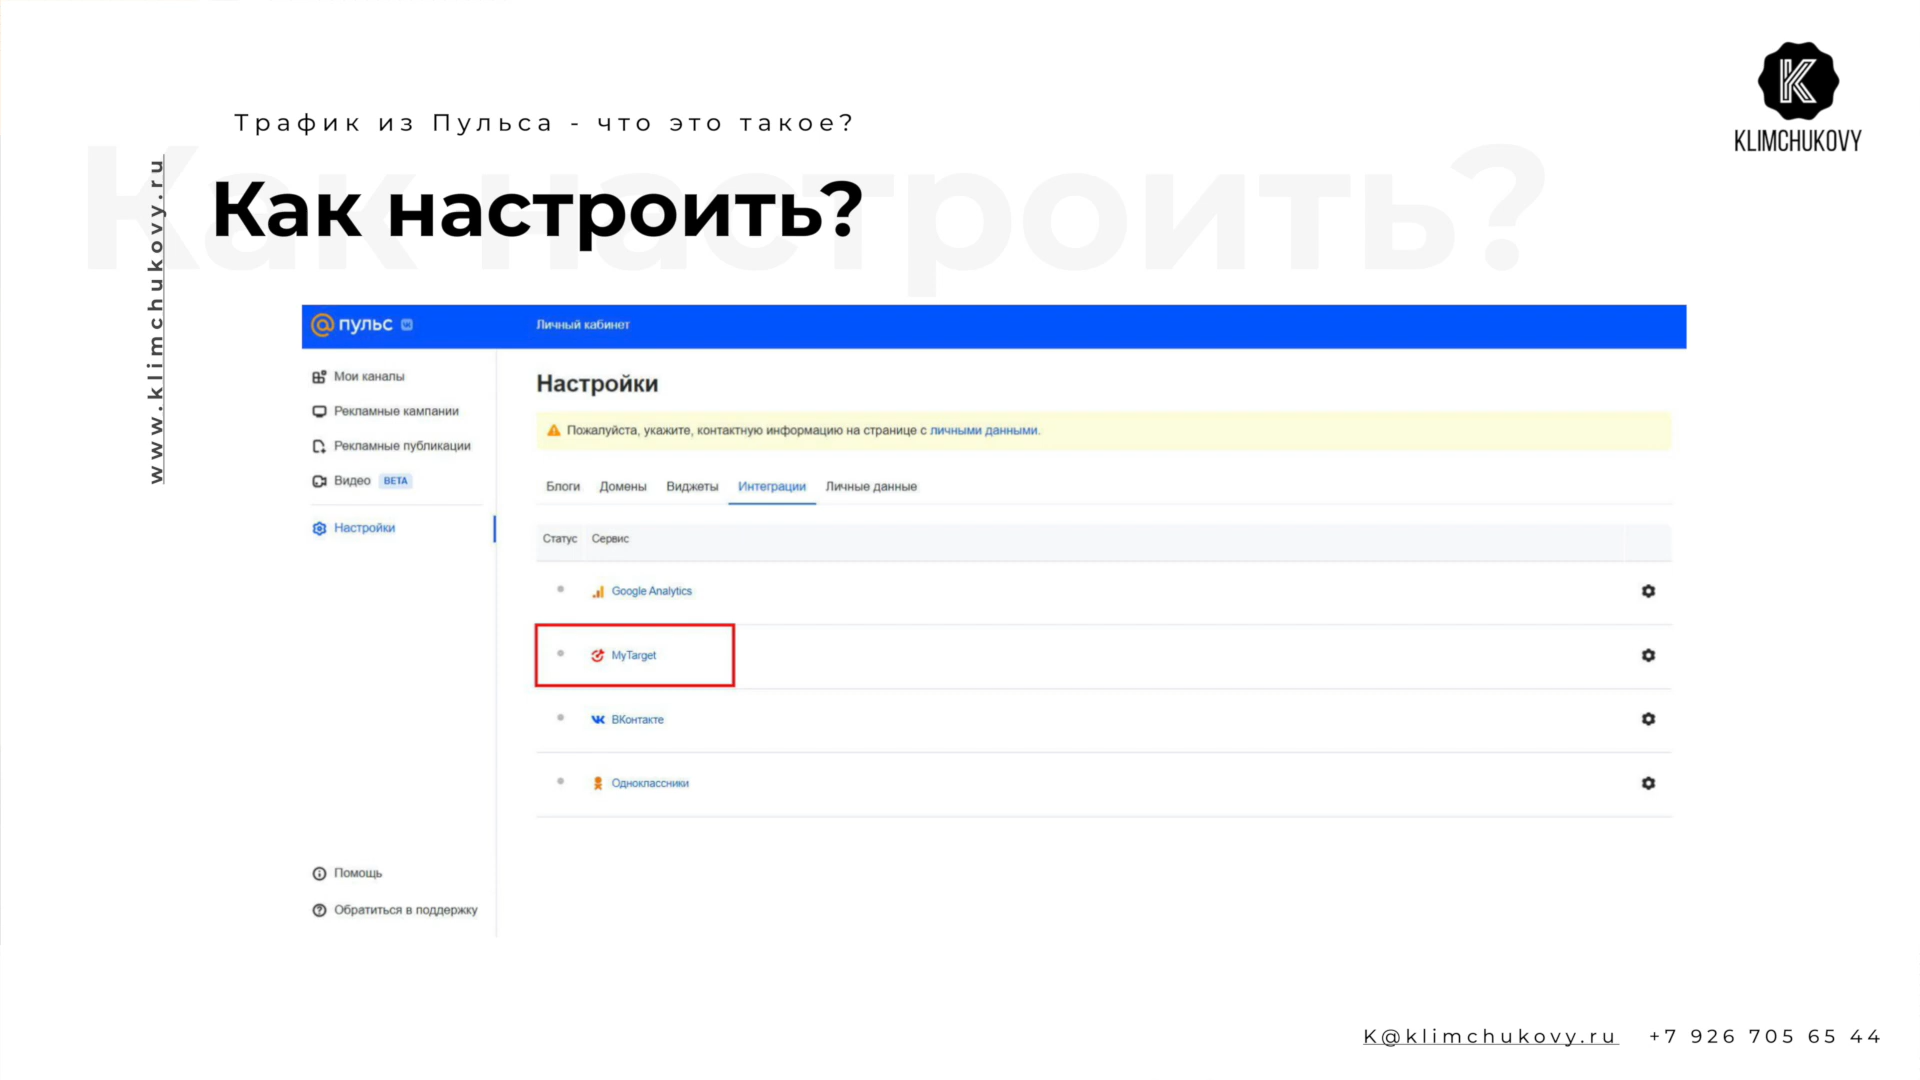 KLIMCHUKOVY
Трафик из Пульса - что это такое?
Как настроить?
Как настроить?
www.klimchukovy.ru
@пульс
Личный кабинет
Мои каналы
Рекламные кампании
Рекламные публикации
Видео BETA
Настройки
Помощь
Обратиться в поддержку
Настройки
Пожалуйста, укажите, контактную информацию на странице с личными данными.
Блоги Домены Виджеты Интеграции Личные данные
Статус Сервис
Google Analytics
MyTarget
ВКонтакте
Одноклассники
K@klimchukovy.ru +7 926 705 65 44